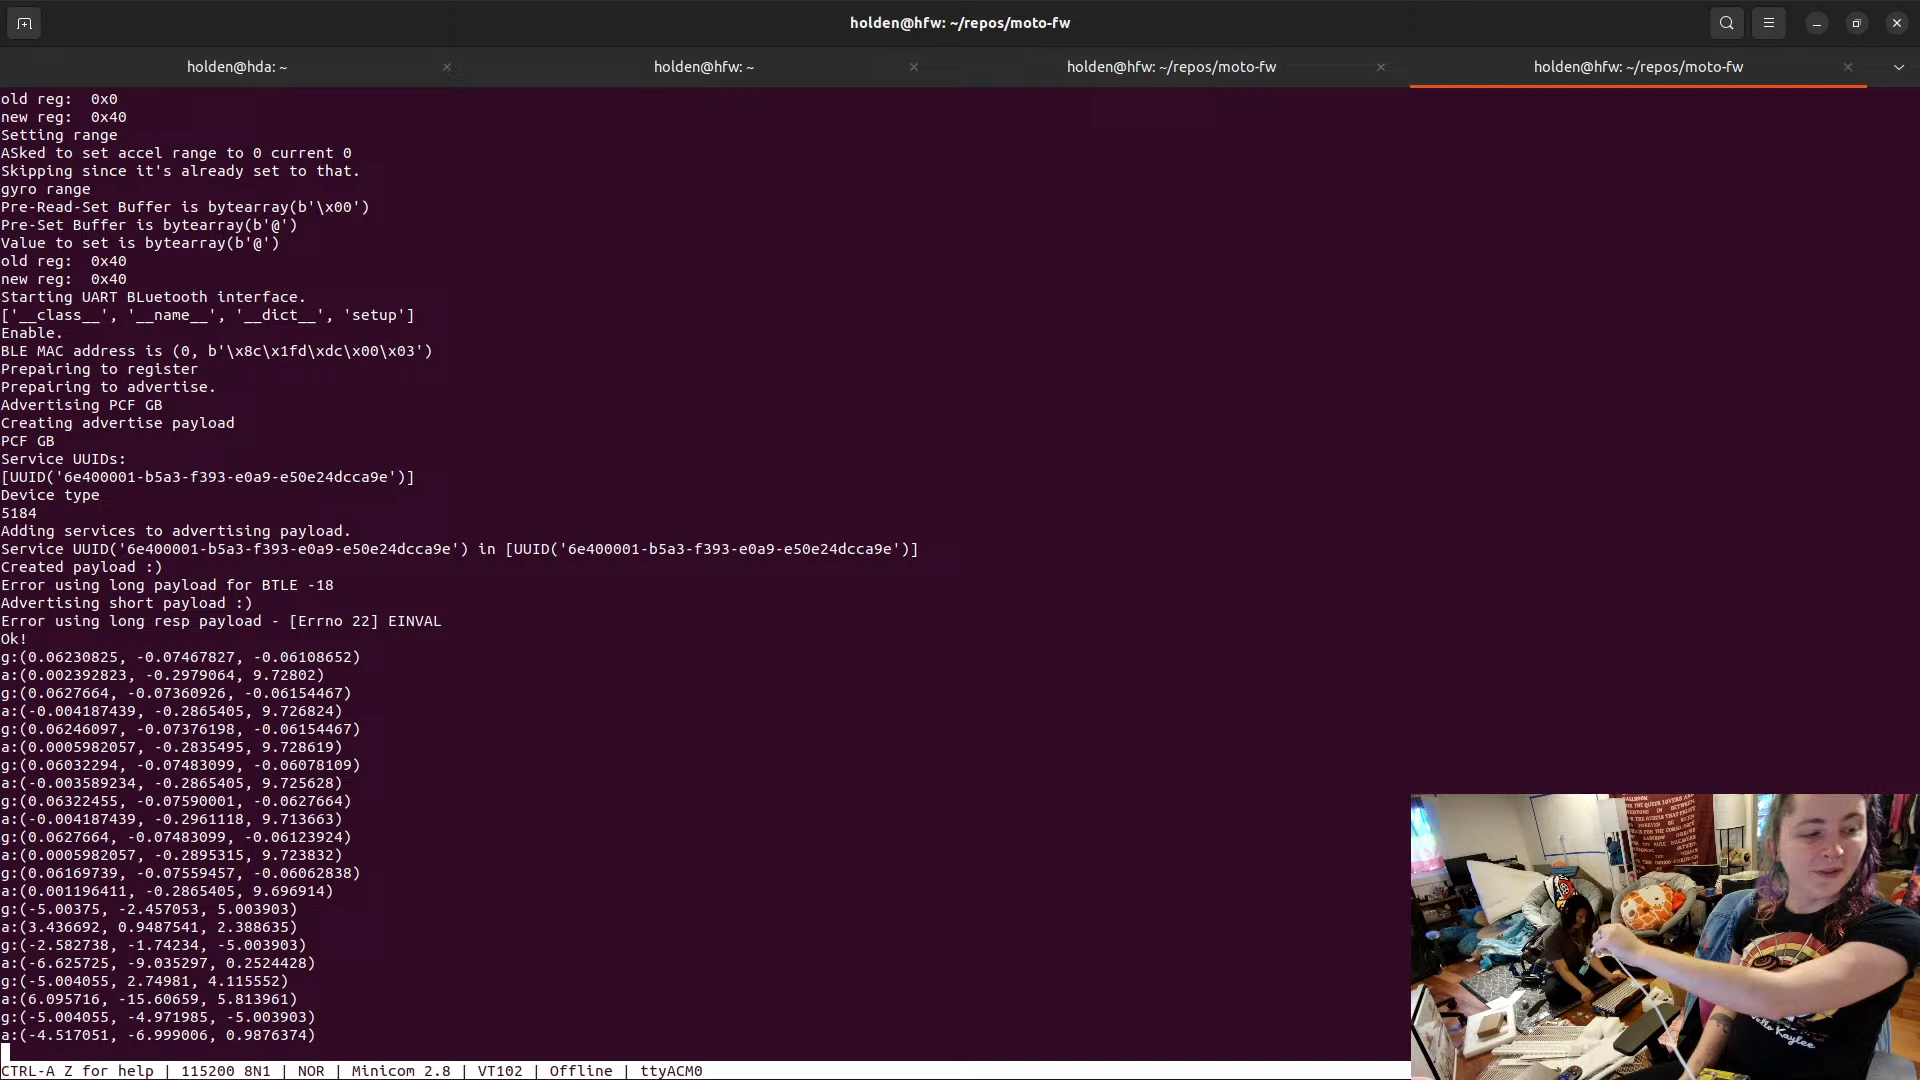 holden@hfw: ~/repos/moto-fw
holden@hda: ~
holden@hfw: ~
holden@hfw: ~/repos/moto-fw
holden@hfw: ~/repos/moto-fw
old reg:  0x0
new reg:  0x40
Setting range
ASked to set accel range to 0 current 0
Skipping since it's already set to that.
gyro range
Pre-Read-Set Buffer is bytearray(b'\x00')
Pre-Set Buffer is bytearray(b'@')
Value to set is bytearray(b'@')
old reg:  0x40
new reg:  0x40
Starting UART BLuetooth interface.
['__class__', '__name__', '__dict__', 'setup']
Enable.
BLE MAC address is (0, b'\x8c\x1fd\xdc\x00\x03')
Prepairing to register
Prepairing to advertise.
Advertising PCF GB
Creating advertise payload
PCF GB
Service UUIDs:
[UUID('6e400001-b5a3-f393-e0a9-e50e24dcca9e')]
Device type
5184
Adding services to advertising payload.
Service UUID('6e400001-b5a3-f393-e0a9-e50e24dcca9e') in [UUID('6e400001-b5a3-f393-e0a9-e50e24dcca9e')]
Created payload :)
Error using long payload for BTLE -18
Advertising short payload :)
Error using long resp payload - [Errno 22] EINVAL
Ok!
g:(0.06230825, -0.07467827, -0.06108652)
a:(0.002392823, -0.2979064, 9.72802)
g:(0.0627664, -0.07360926, -0.06154467)
a:(-0.004187439, -0.2865405, 9.726824)
g:(0.06246097, -0.07376198, -0.06154467)
a:(0.0005982057, -0.2835495, 9.728619)
g:(0.06032294, -0.07483099, -0.06078109)
a:(-0.003589234, -0.2865405, 9.725628)
g:(0.06322455, -0.07590001, -0.0627664)
a:(-0.004187439, -0.2961118, 9.713663)
g:(0.0627664, -0.07483099, -0.06123924)
a:(0.0005982057, -0.2895315, 9.723832)
g:(0.06169739, -0.07559457, -0.06062838)
a:(0.001196411, -0.2865405, 9.696914)
g:(-5.00375, -2.457053, 5.003903)
a:(3.436692, 0.9487541, 2.388635)
g:(-2.582738, -1.74234, -5.003903)
a:(-6.625725, -9.035297, 0.2524428)
g:(-5.004055, 2.74981, 4.115552)
a:(6.095716, -15.60659, 5.813961)
g:(-5.004055, -4.971985, -5.003903)
a:(-4.517051, -6.999006, 0.9876374)
CTRL-A Z for help | 115200 8N1 | NOR | Minicom 2.8 | VT102 | Offline | ttyACM0
FOR THE QUEER LOVERS AND
Hello Kaylee